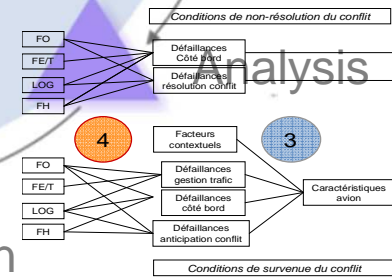 Conditions de non-résolution du conflit
FO
FE/T
LOG
FH
Défaillances
Côté bord
Défaillances
résolution conflit
Analysis
4
3
Facteurs
contextuels
FO
FE/T
LOG
FH
Défaillances
gestion trafic
Défaillances
côté bord
Défaillances
anticipation conflit
Caractéristiques
avion
Conditions de survenue du conflit